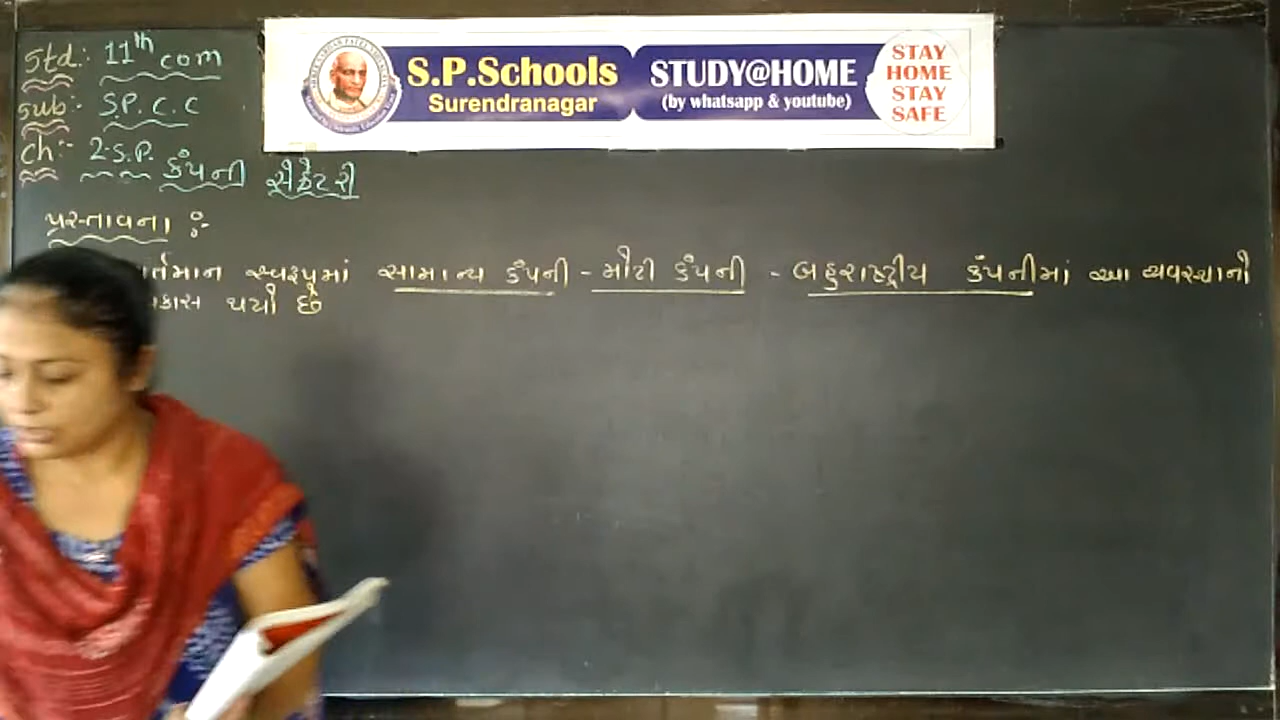 Std:- 11th com
Sub:- S.P.C.C
Ch:- 2 S.P. કંપની સેક્રેટરી
S.P.Schools
Surendranagar
STUDY@HOME
(by whatsapp & youtube)
STAY
HOME
STAY
SAFE
પ્રસ્તાવના :-
ર્તમાન સ્વરૂપમાં સામાન્ય કંપની - મોટી કંપની - બહુરાષ્ટ્રીય કંપનીમાં આ વ્યવસ્થાનો
કાસ થયો છે